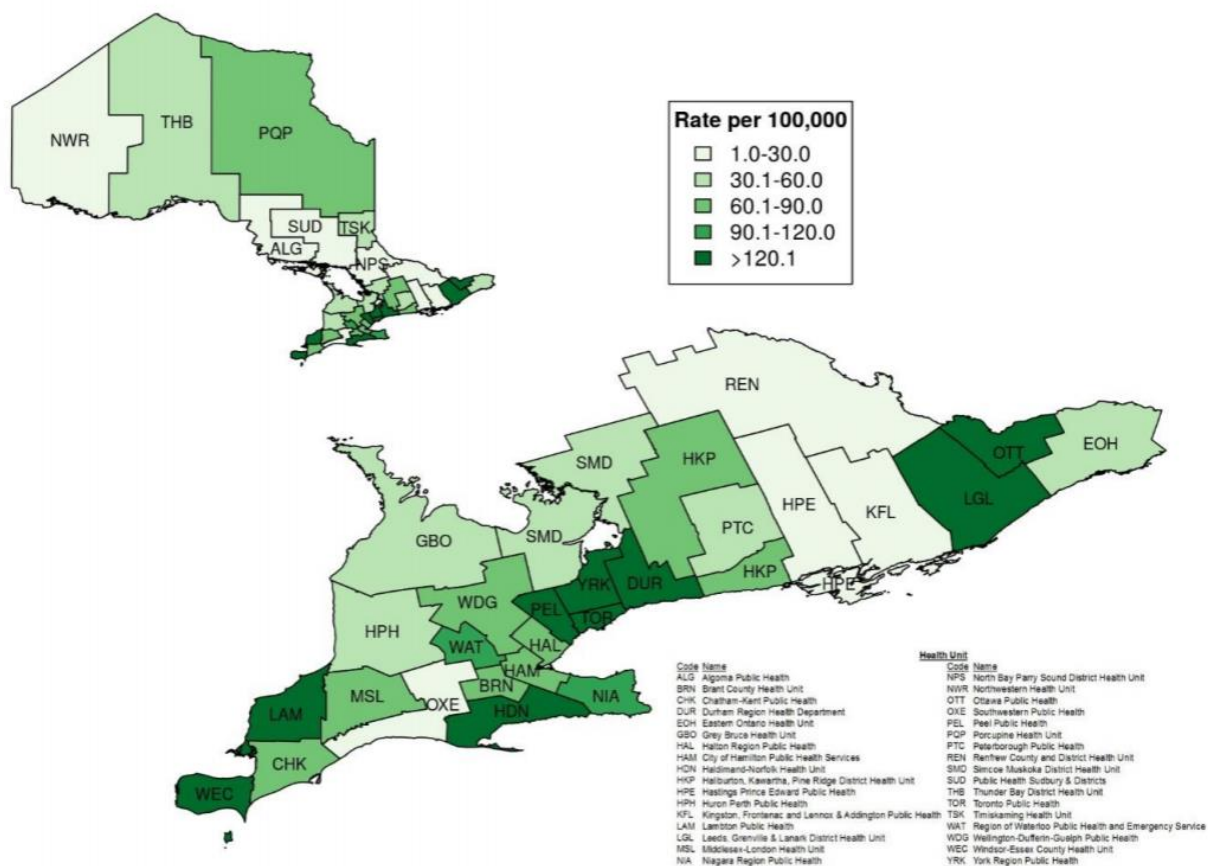 NWR
THB
PQP
SUD
TSK
ALG
NPS
Rate per 100,000
1.0-30.0
30.1-60.0
60.1-90.0
90.1-120.0
>120.1
REN
OTT
EOH
SMD
HKP
LGL
HPE
KFL
PTC
GBO
SMD
HKP
HPE
YRK
DUR
WDG
PEL
TOR
HPH
WAT
HAL
HAM
BRN
NIA
MSL
OXE
HDN
LAM
CHK
WEC
Health Unit
Code Name
ALG Algoma Public Health
BRN Brant County Health Unit
CHK Chatham-Kent Public Health
DUR Durham Region Health Department
EOH Eastern Ontario Health Unit
GBO Grey Bruce Health Unit
HAL Halton Region Public Health
HAM City of Hamilton Public Health Services
HDN Haldimand-Norfolk Health Unit
HKP Haliburton, Kawartha, Pine Ridge District Health Unit
HPE Hastings Prince Edward Public Health
HPH Huron Perth Public Health
KFL Kingston, Frontenac and Lennox & Addington Public Health
LAM Lambton Public Health
LGL Leeds, Grenville & Lanark District Health Unit
MSL Middlesex-London Health Unit
NIA Niagara Region Public Health
Code Name
NPS North Bay Parry Sound District Health Unit
NWR Northwestern Health Unit
OTT Ottawa Public Health
OXE Southwestern Public Health
PEL Peel Public Health
PQP Porcupine Health Unit
PTC Peterborough Public Health
REN Renfrew County and District Health Unit
SMD Simcoe Muskoka District Health Unit
SUD Public Health Sudbury & Districts
THB Thunder Bay District Health Unit
TOR Toronto Public Health
TSK Timiskaming Health Unit
WAT Region of Waterloo Public Health and Emergency Service
WDG Wellington-Dufferin-Guelph Public Health
WEC Windsor-Essex County Health Unit
YRK York Region Public Health